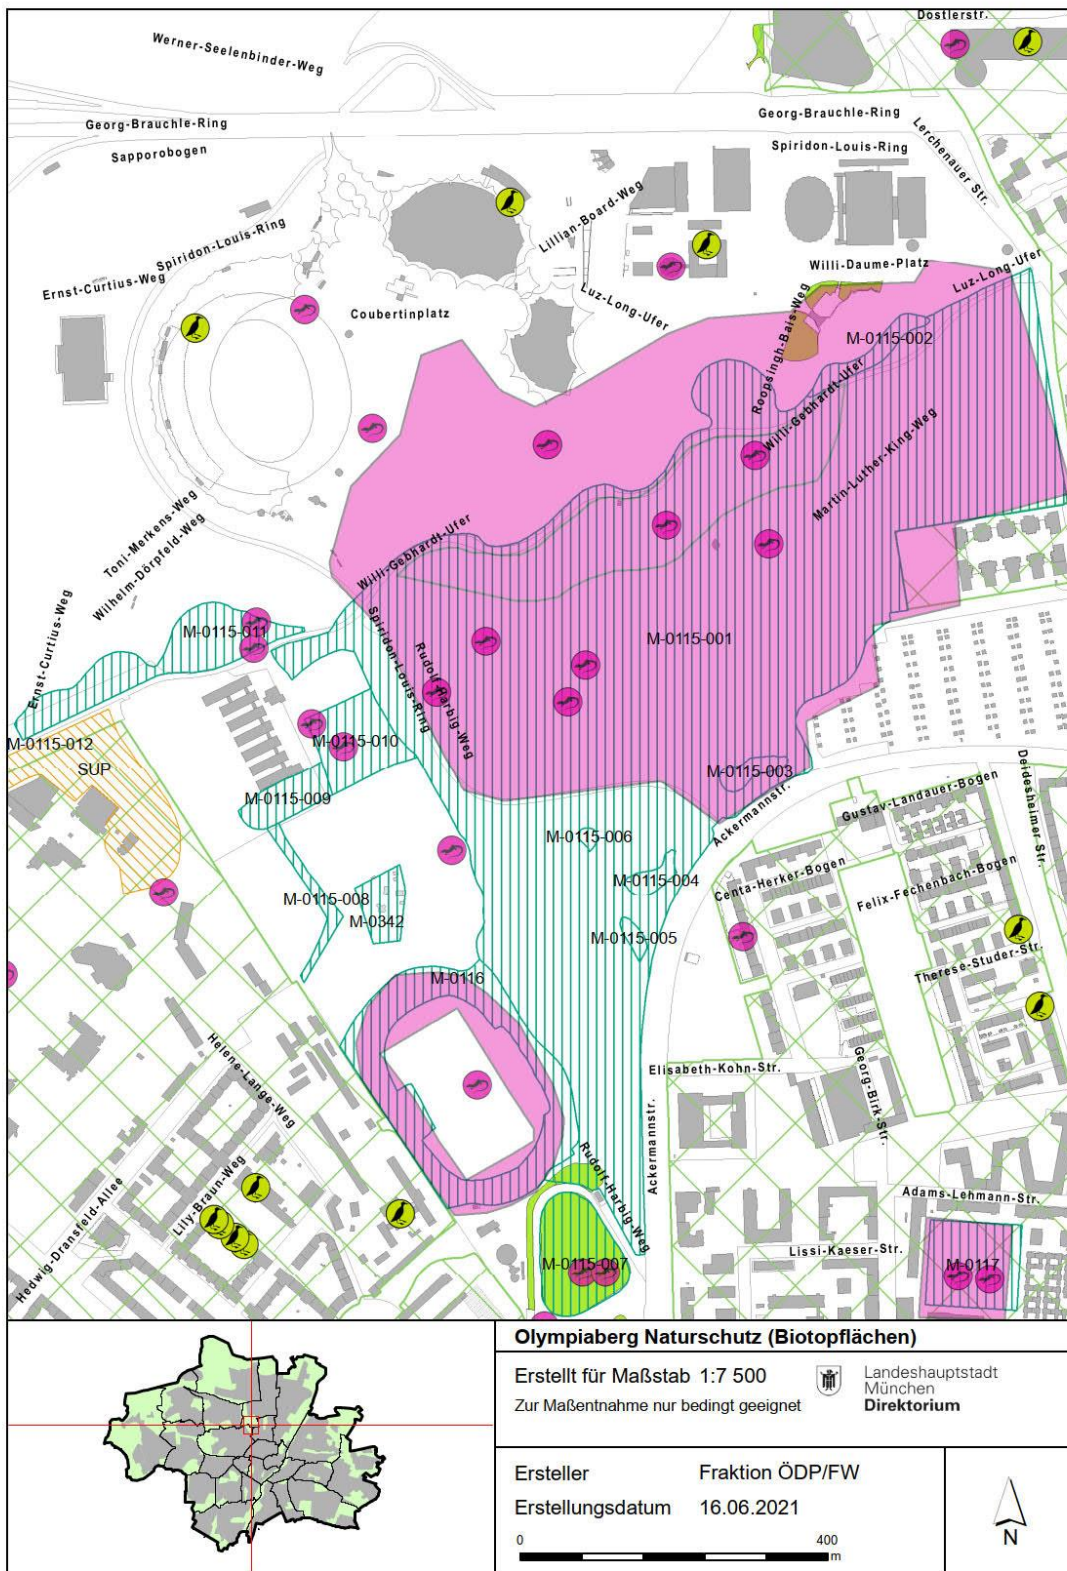 Dostlerstr.
Werner-Seelenbinder-Weg
Georg-Brauchle-Ring
Georg-Brauchle-Ring
Sapporobogen
Spiridon-Louis-Ring
Lerchenauer Str.
Lillian-Board-Weg
Spiridon-Louis-Ring
Ernst-Curtius-Weg
Willi-Daume-Platz
Luz-Long-Ufer
Luz-Long-Ufer
Coubertinplatz
Roopsingh-Bais-Weg
M-0115-002
Willi-Gebhardt-Ufer
Martin-Luther-King-Weg
Toni-Merkens-Weg
Wilhelm-Dörpfeld-Weg
Willi-Gebhardt-Ufer
Ernst-Curtius-Weg
M-0115-011
M-0115-001
Spiridon-Louis-Ring
Rudolf-Harbig-Weg
M-0115-012
SUP
M-0115-010
M-0115-003
M-0115-009
Ackermannstr.
Gustav-Landauer-Bogen
Deidesheimer Str.
M-0115-006
M-0115-004
Centa-Herker-Bogen
Felix-Fechenbach-Bogen
M-0115-008
M-0342
M-0115-005
Therese-Studer-Str.
M-0116
Helene-Lange-Weg
Elisabeth-Kohn-Str.
Georg-Birk-Str.
Ackermannstr.
Rudolf-Harbig-Weg
Lily-Braun-Weg
Hedwig-Dransfeld-Allee
Adams-Lehmann-Str.
Lissi-Kaeser-Str.
M-0115-007
M-0117
Olympiaberg Naturschutz (Biotopflächen)
Erstellt für Maßstab 1:7 500
Zur Maßentnahme nur bedingt geeignet
Landeshauptstadt
München
Direktorium
Ersteller Fraktion ÖDP/FW
Erstellungsdatum 16.06.2021
0 400
m
N